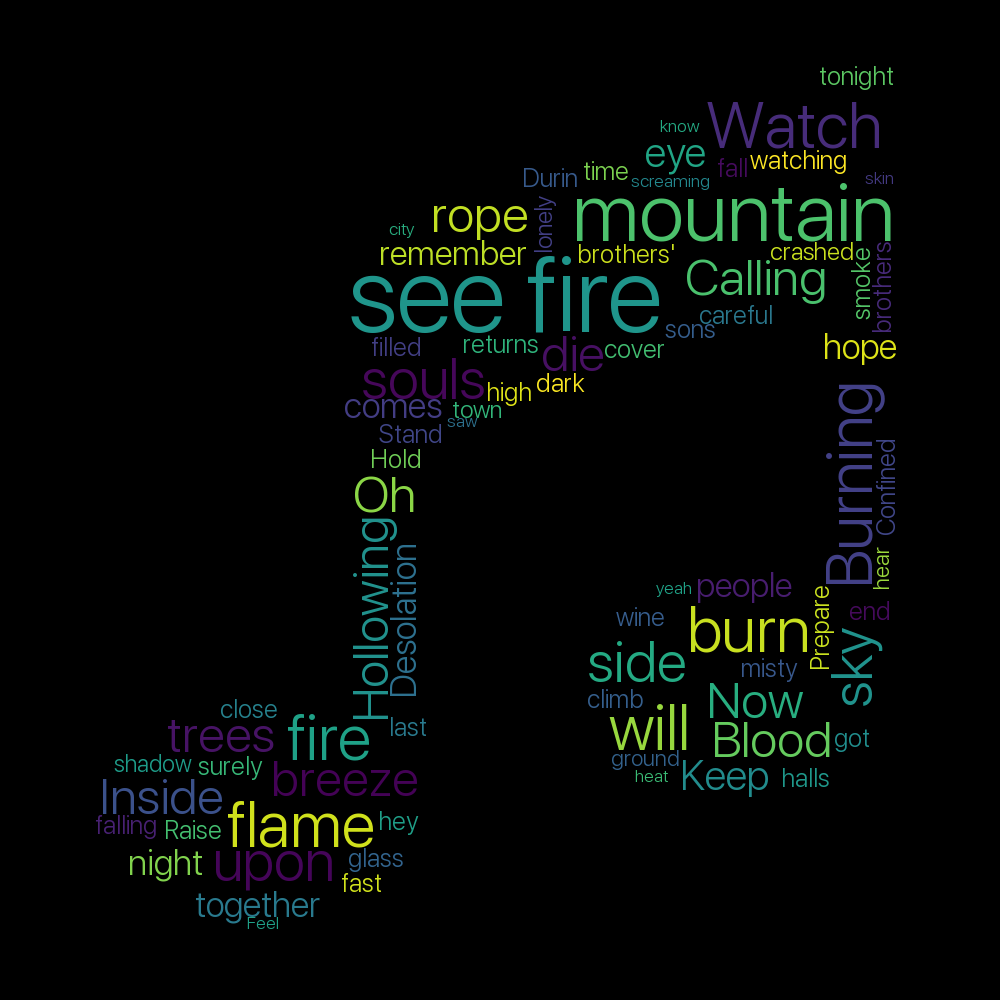 tonight
Watch
know
eye
fall
watching
Durin
time
screaming
skin
lonely
mountain
rope
city
remember
brothers'
crashed
smoke
brothers
see fire
Calling
careful
sons
filled
returns
die
cover
hope
souls
high
dark
comes
town
saw
Stand
Hold
Burning
Confined
Oh
Hollowing
Desolation
hear
yeah
people
Prepare
end
wine
burn
side
misty
sky
climb
Now
will
Blood
got
ground
heat
Keep
halls
close
last
trees
fire
shadow
surely
breeze
Inside
flame
falling
Raise
hey
night
upon
glass
fast
together
Feel